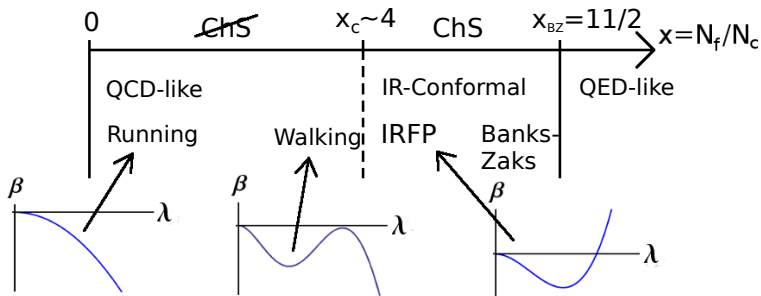 0 ChS x_c~4 ChS x_BZ=11/2 x=N_f/N_c
QCD-like IR-Conformal QED-like
Running Walking IRFP Banks-
Zaks
β β β
λ λ λ